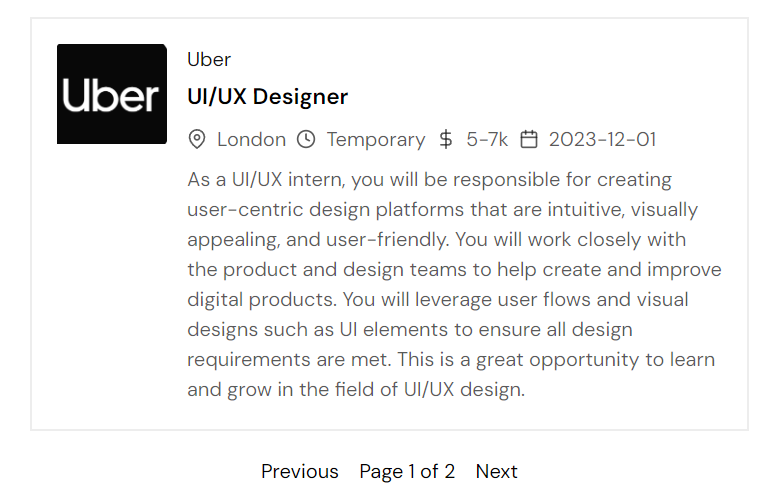 Uber
Uber
UI/UX Designer
London Temporary $ 5-7k 2023-12-01
As a UI/UX intern, you will be responsible for creating
user-centric design platforms that are intuitive, visually
appealing, and user-friendly. You will work closely with
the product and design teams to help create and improve
digital products. You will leverage user flows and visual
designs such as UI elements to ensure all design
requirements are met. This is a great opportunity to learn
and grow in the field of UI/UX design.
Previous Page 1 of 2 Next